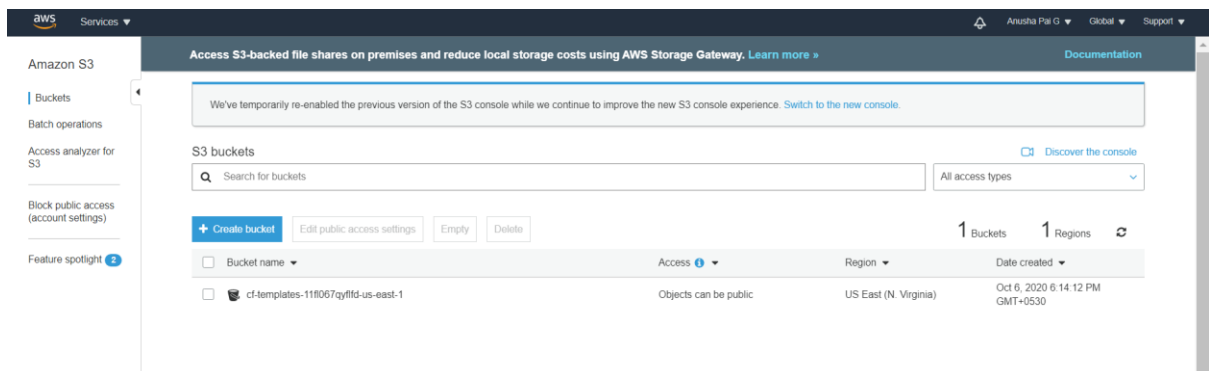 aws Services Anusha Pai G Global Support
Amazon S3
Buckets
Batch operations
Access analyzer for
S3
Block public access
(account settings)
Feature spotlight 2
Access S3-backed file shares on premises and reduce local storage costs using AWS Storage Gateway. Learn more » Documentation
We've temporarily re-enabled the previous version of the S3 console while we continue to improve the new S3 console experience. Switch to the new console.
S3 buckets Discover the console
Search for buckets All access types
+ Create bucket Edit public access settings Empty Delete 1 Buckets 1 Regions
Bucket name Access Region Date created
cf-templates-11fl067qyflfd-us-east-1 Objects can be public US East (N. Virginia) Oct 6, 2020 6:14:12 PM
GMT+0530